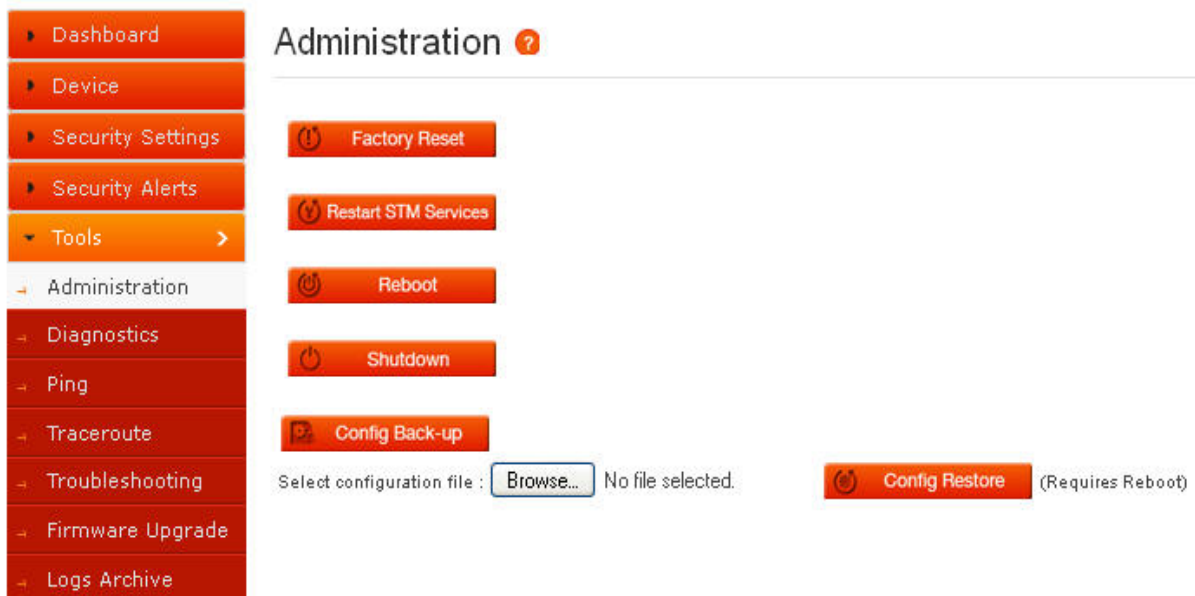 Dashboard
Device
Security Settings
Security Alerts
Tools
Administration
Diagnostics
Ping
Traceroute
Troubleshooting
Firmware Upgrade
Logs Archive
Administration ?
Factory Reset
Restart STM Services
Reboot
Shutdown
Config Back-up
Select configuration file : Browse... No file selected. Config Restore (Requires Reboot)